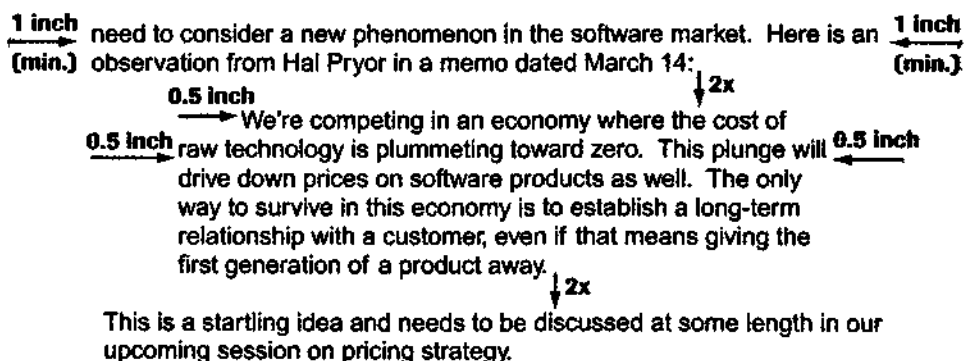 1 inch need to consider a new phenomenon in the software market. Here is an 1 inch
(min.) observation from Hal Pryor in a memo dated March 14: (min.)
2x
0.5 inch
We're competing in an economy where the cost of
0.5 inch raw technology is plummeting toward zero. This plunge will 0.5 inch
drive down prices on software products as well. The only
way to survive in this economy is to establish a long-term
relationship with a customer, even if that means giving the
first generation of a product away.
2x
This is a startling idea and needs to be discussed at some length in our
upcoming session on pricing strategy.